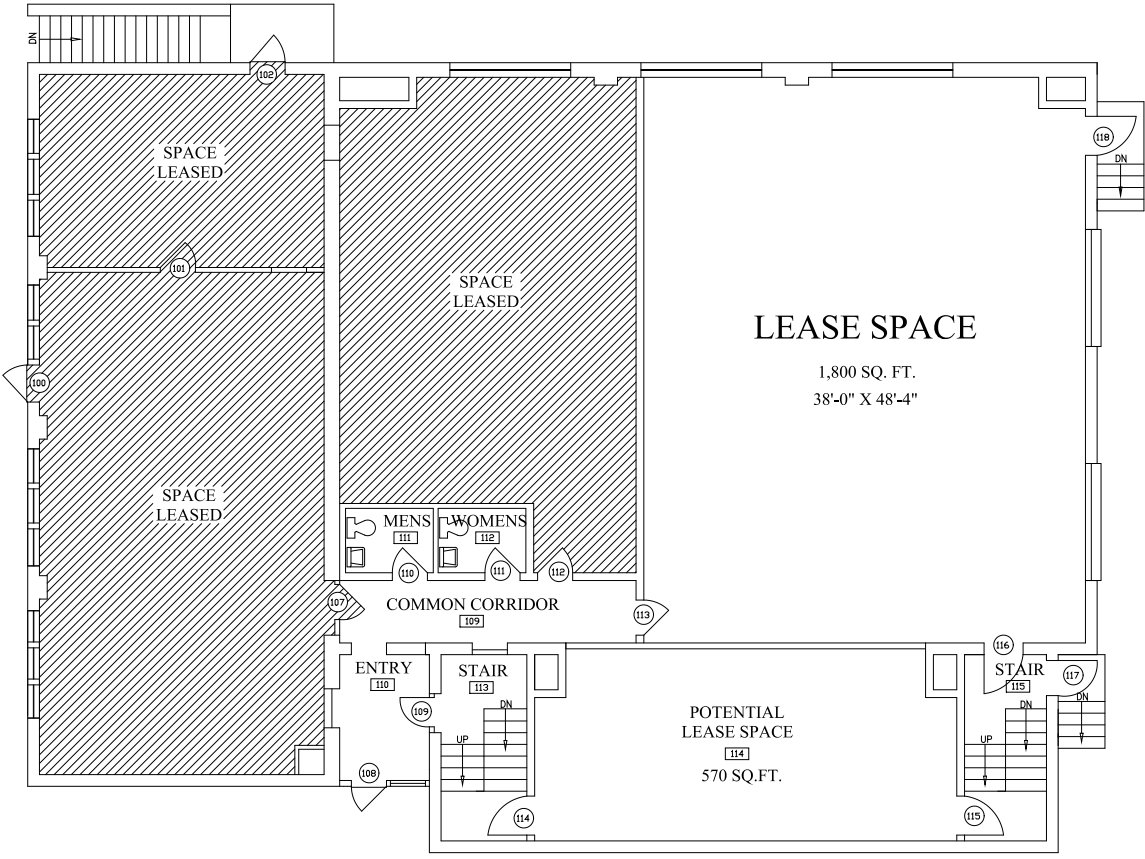 DN
102
SPACE
LEASED
118
DN
101
SPACE
LEASED
LEASE SPACE
1,800 SQ. FT.
38'-0" X 48'-4"
100
SPACE
LEASED
MENS
111
WOMENS
112
110
111
112
107
COMMON CORRIDOR
109
113
116
ENTRY
110
STAIR
113
STAIR
115
117
109
DN
DN
DN
POTENTIAL
LEASE SPACE
114
570 SQ.FT.
UP
UP
108
114
115